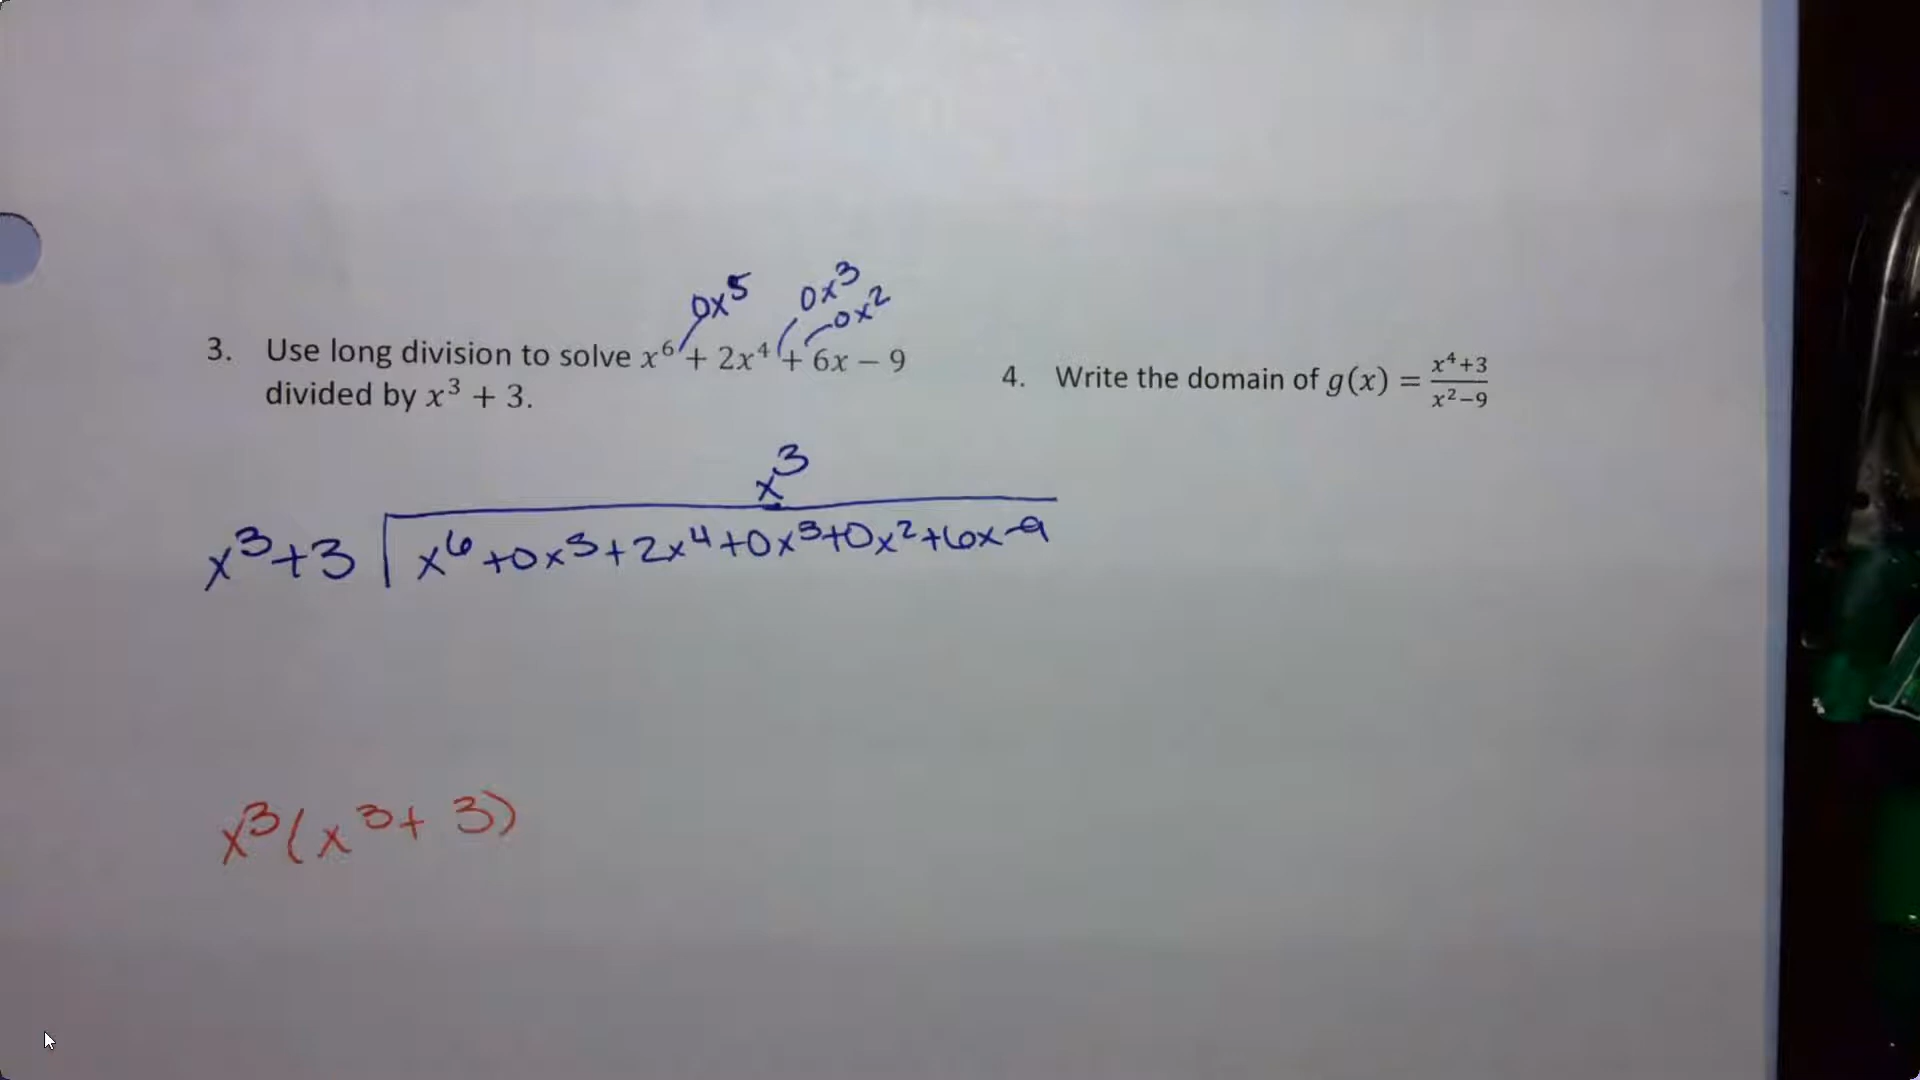 0x⁵ 0x³
0x²
3. Use long division to solve x⁶ + 2x⁴ + 6x − 9
divided by x³ + 3.
4. Write the domain of g(x) = (x⁴+3)/(x²−9)
x³
x³+3 | x⁶+0x³+2x⁴+0x³+0x²+6x-9
x³(x³+ 3)